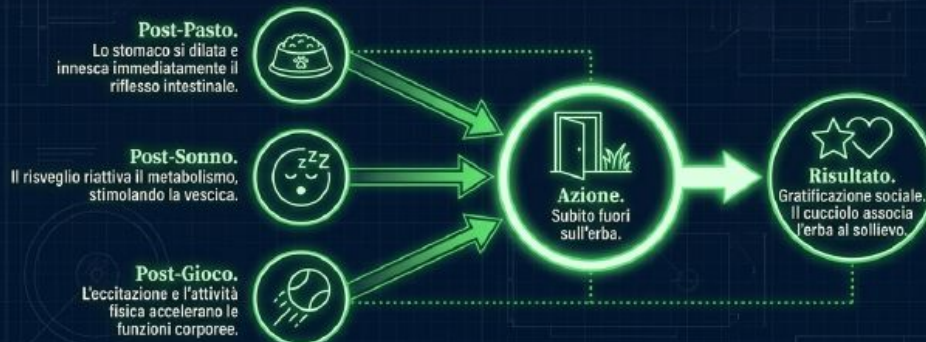 Post-Pasto.
Lo stomaco si dilata e
innesca immediatamente il
riflesso intestinale.
Post-Sonno.
Il risveglio riattiva il metabolismo,
stimolando la vescica.
zzZ
Post-Gioco.
L'eccitazione e l'attività
fisica accelerano le
funzioni corporee.
Azione.
Subito fuori
sull'erba.
Risultato.
Gratificazione sociale.
Il cucciolo associa
l'erba al sollievo.